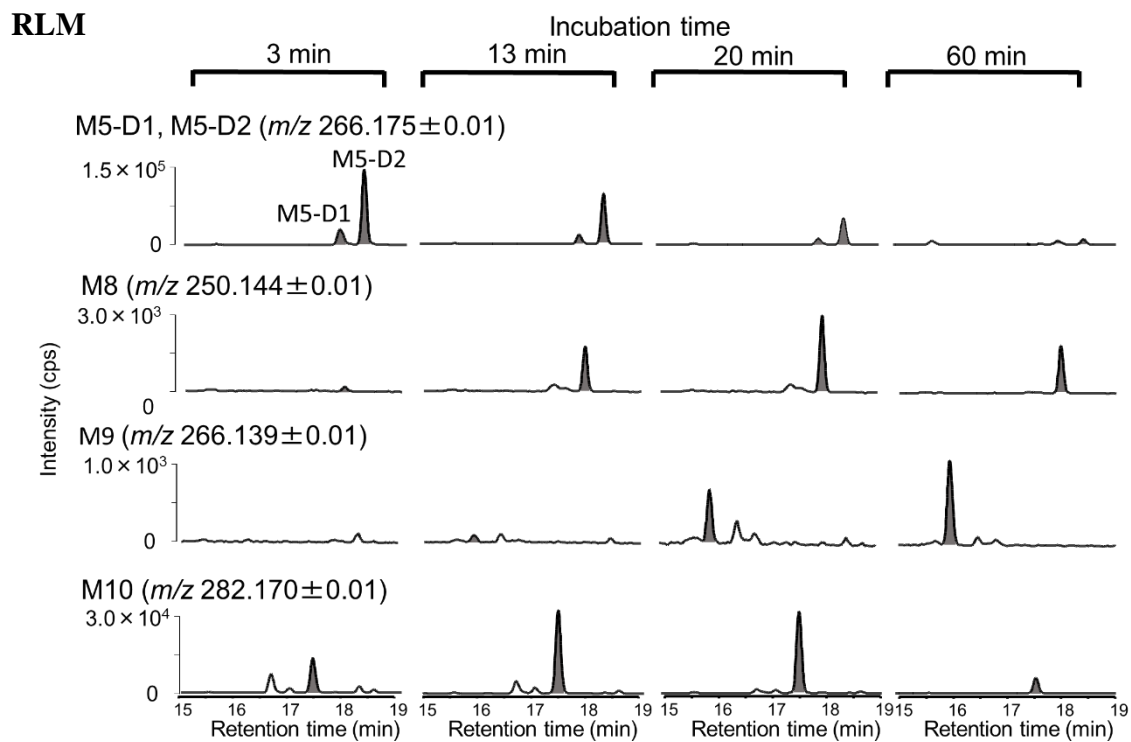 RLM
Incubation time
3 min 13 min 20 min 60 min
M5-D1, M5-D2 (m/z 266.175±0.01)
1.5 × 10⁵
M5-D2
M5-D1
0
M8 (m/z 250.144±0.01)
3.0 × 10³
0
M9 (m/z 266.139±0.01)
1.0 × 10³
0
M10 (m/z 282.170±0.01)
3.0 × 10⁴
0
Intensity (cps)
15 16 17 18 19 15 16 17 18 19 15 16 17 18 19 15 16 17 18 19
Retention time (min) Retention time (min) Retention time (min) Retention time (min)